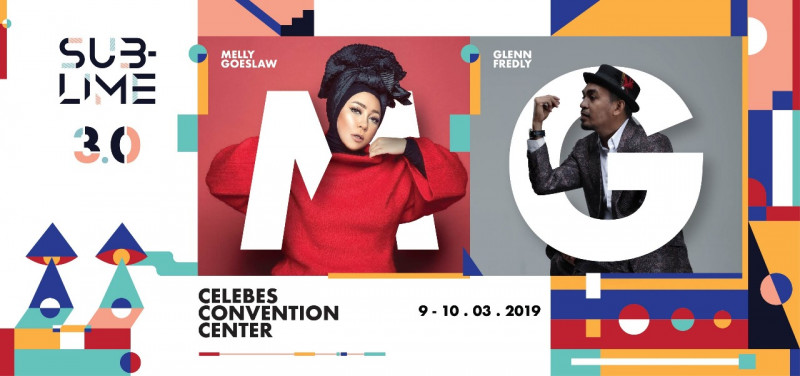 SUB-
LIME
3.0
MELLY
GOESLAW
GLENN
FREDLY
M
G
CELEBES
CONVENTION
CENTER
9 - 10 . 03 . 2019